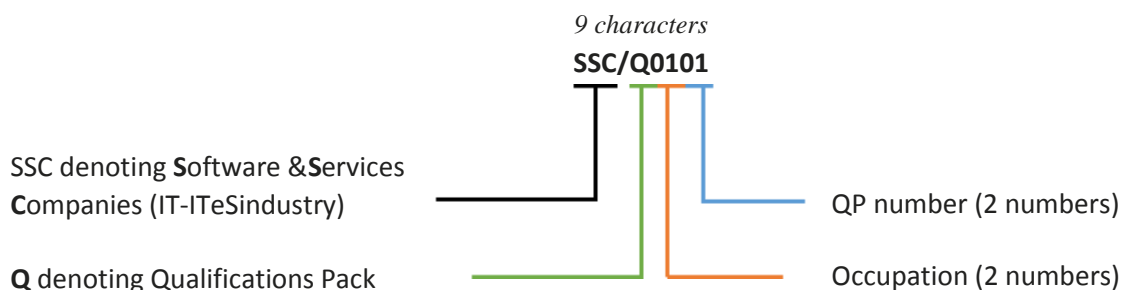 9 characters
SSC/Q0101
SSC denoting Software &Services
Companies (IT-ITeSindustry)
QP number (2 numbers)
Q denoting Qualifications Pack
Occupation (2 numbers)